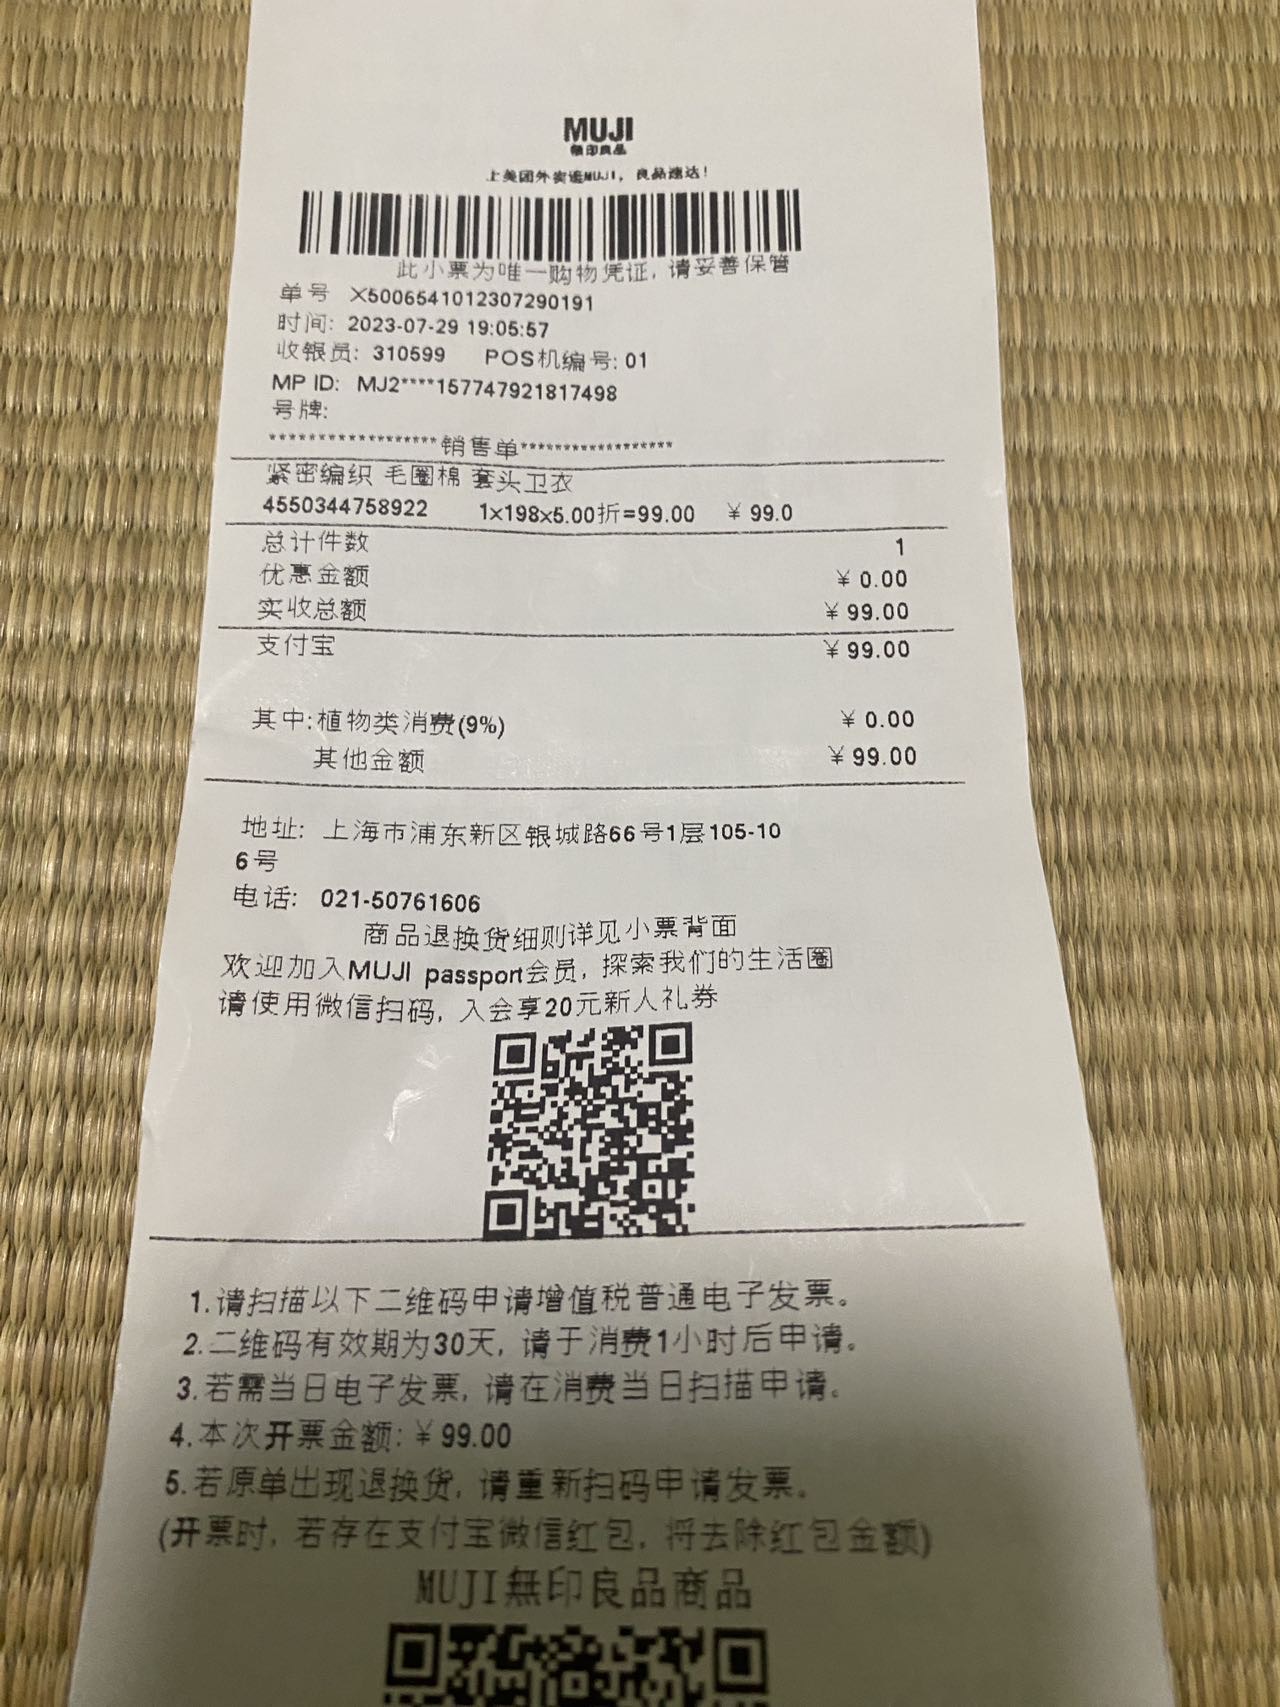 MUJI
無印良品
上美团外卖逛MUJI，良品速达！
此小票为唯一购物凭证，请妥善保管
单号 X5006541012307290191
时间: 2023-07-29 19:05:57
收银员: 310599 POS机编号: 01
MP ID: MJ2****1577479218​17498
号牌:
******************销售单******************
紧密编织 毛圈棉 套头卫衣
4550344758922 1×198×5.00折=99.00 ￥99.0
总计件数 1
优惠金额 ￥0.00
实收总额 ￥99.00
支付宝 ￥99.00
其中:植物类消费(9%) ￥0.00
其他金额 ￥99.00
地址: 上海市浦东新区银城路66号1层105-10
6号
电话: 021-50761606
商品退换货细则详见小票背面
欢迎加入MUJI passport会员, 探索我们的生活圈
请使用微信扫码, 入会享20元新人礼券
1.请扫描以下二维码申请增值税普通电子发票。
2.二维码有效期为30天, 请于消费1小时后申请。
3.若需当日电子发票, 请在消费当日扫描申请。
4.本次开票金额:￥99.00
5.若原单出现退换货, 请重新扫码申请发票。
(开票时, 若存在支付宝微信红包, 将去除红包金额)
MUJI無印良品商品